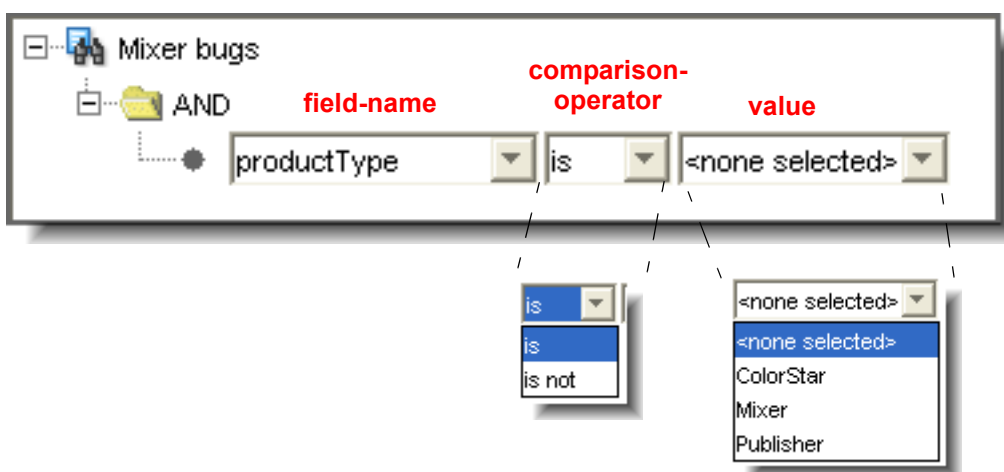 Mixer bugs
comparison-
operator
AND
field-name
value
productType
is
<none selected>
is
is
is not
<none selected>
<none selected>
ColorStar
Mixer
Publisher